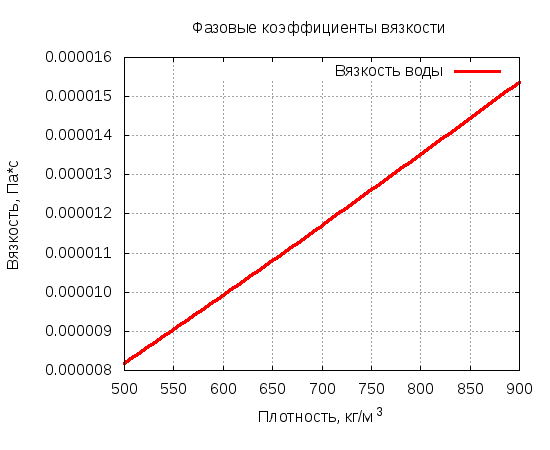 Фазовые коэффициенты вязкости
Вязкость воды
0.000016
0.000015
0.000014
0.000013
0.000012
0.000011
0.000010
0.000009
0.000008
Вязкость, Па*с
500 550 600 650 700 750 800 850 900
Плотность, кг/м³